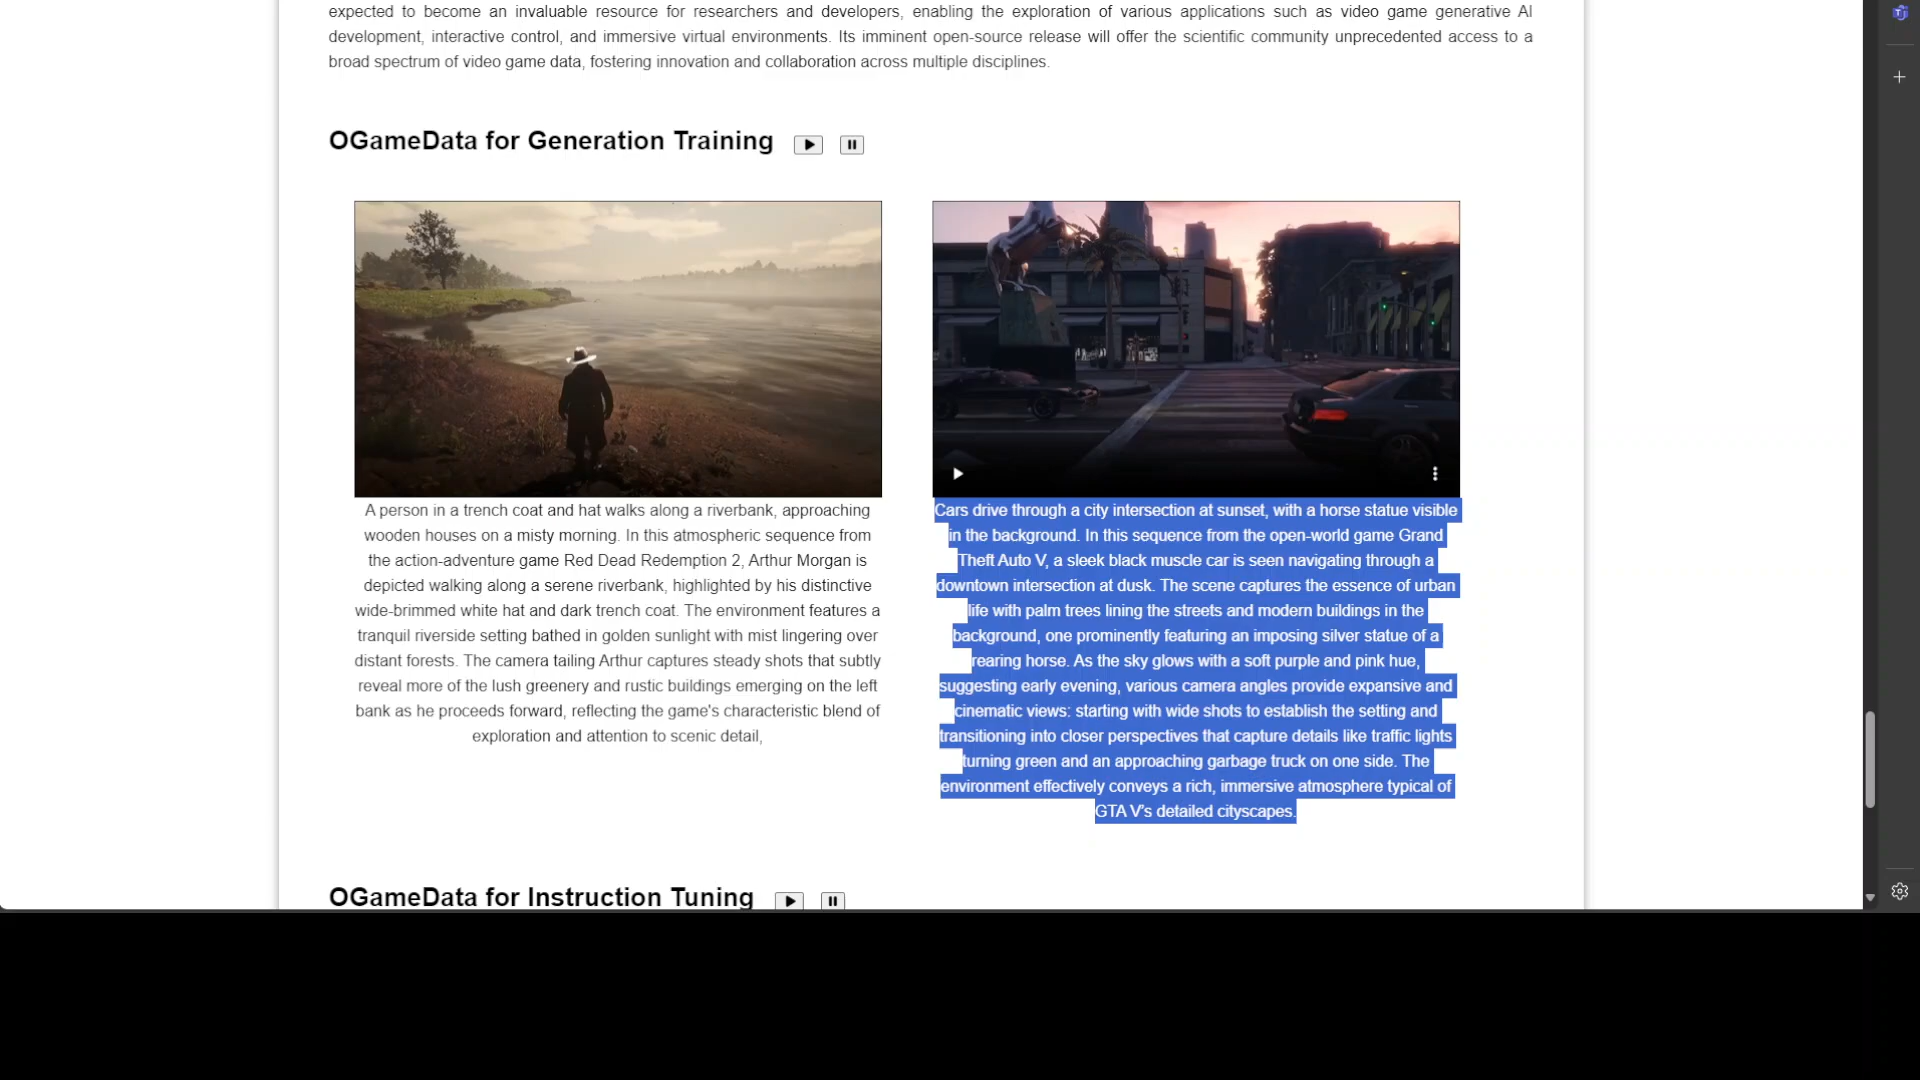 expected to become an invaluable resource for researchers and developers, enabling the exploration of various applications such as video game generative AI
development, interactive control, and immersive virtual environments. Its imminent open-source release will offer the scientific community unprecedented access to a
broad spectrum of video game data, fostering innovation and collaboration across multiple disciplines.
OGameData for Generation Training
A person in a trench coat and hat walks along a riverbank, approaching
wooden houses on a misty morning. In this atmospheric sequence from
the action-adventure game Red Dead Redemption 2, Arthur Morgan is
depicted walking along a serene riverbank, highlighted by his distinctive
wide-brimmed white hat and dark trench coat. The environment features a
tranquil riverside setting bathed in golden sunlight with mist lingering over
distant forests. The camera tailing Arthur captures steady shots that subtly
reveal more of the lush greenery and rustic buildings emerging on the left
bank as he proceeds forward, reflecting the game's characteristic blend of
exploration and attention to scenic detail,
Cars drive through a city intersection at sunset, with a horse statue visible
in the background. In this sequence from the open-world game Grand
Theft Auto V, a sleek black muscle car is seen navigating through a
downtown intersection at dusk. The scene captures the essence of urban
life with palm trees lining the streets and modern buildings in the
background, one prominently featuring an imposing silver statue of a
rearing horse. As the sky glows with a soft purple and pink hue,
suggesting early evening, various camera angles provide expansive and
cinematic views: starting with wide shots to establish the setting and
transitioning into closer perspectives that capture details like traffic lights
turning green and an approaching garbage truck on one side. The
environment effectively conveys a rich, immersive atmosphere typical of
GTA V's detailed cityscapes.
OGameData for Instruction Tuning